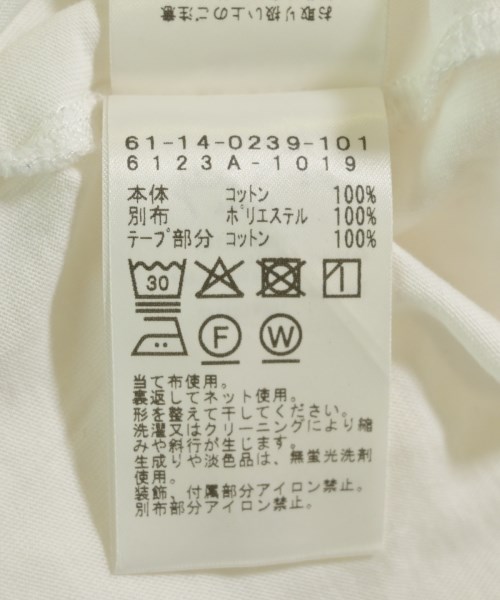 お取り扱い上のご注意
61-14-0239-101
6123A-1019
本体 コットン 100%
別布 ポリエステル 100%
テープ部分 コットン 100%
30
F W
当て布使用。
裏返してネット使用。
形を整えて干してください。
洗濯又はクリーニングにより縮
みや斜行が生じます。
生成りや淡色品は、無蛍光洗剤
使用。
装飾、付属部分アイロン禁止。
別布部分アイロン禁止。